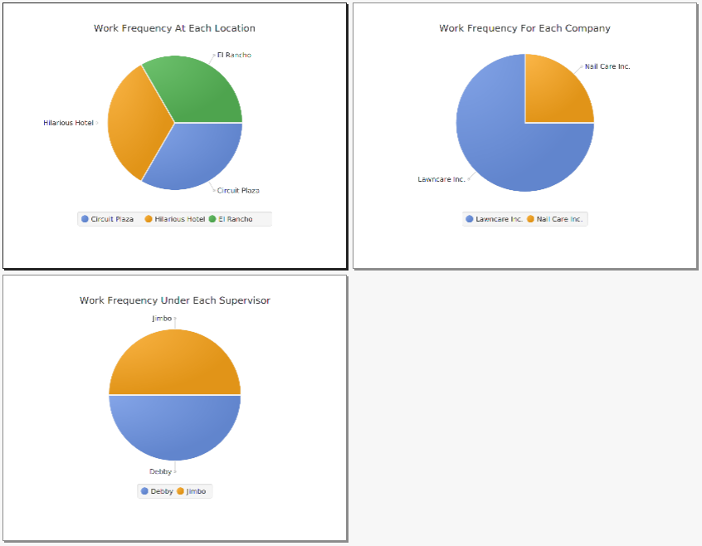 Work Frequency At Each Location
El Rancho
Hilarious Hotel
Circuit Plaza
Circuit Plaza Hilarious Hotel El Rancho
Work Frequency For Each Company
Nail Care Inc.
Lawncare Inc.
Lawncare Inc. Nail Care Inc.
Work Frequency Under Each Supervisor
Jimbo
Debby
Debby Jimbo